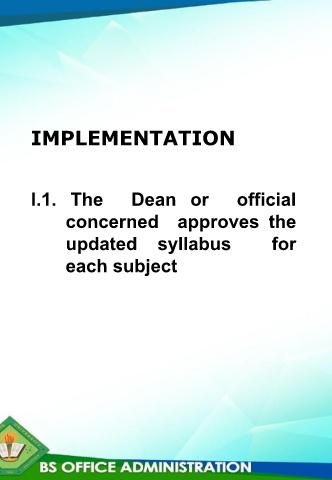 IMPLEMENTATION
I.1. The Dean or official
concerned approves the
updated syllabus for
each subject
BS OFFICE ADMINISTRATION